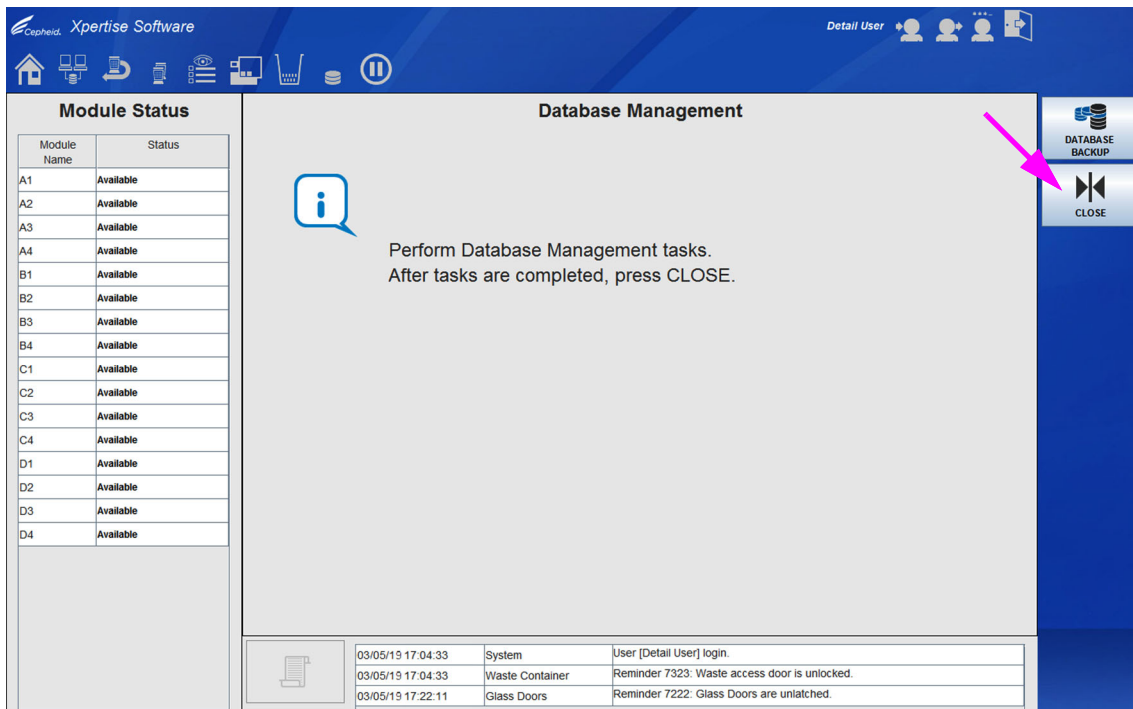 Cepheid. Xpertise Software
Detail User
Module Status
Module Name Status
A1 Available
A2 Available
A3 Available
A4 Available
B1 Available
B2 Available
B3 Available
B4 Available
C1 Available
C2 Available
C3 Available
C4 Available
D1 Available
D2 Available
D3 Available
D4 Available
Database Management
i
Perform Database Management tasks.
After tasks are completed, press CLOSE.
DATABASE
BACKUP
CLOSE
03/05/19 17:04:33 System User [Detail User] login.
03/05/19 17:04:33 Waste Container Reminder 7323: Waste access door is unlocked.
03/05/19 17:22:11 Glass Doors Reminder 7222: Glass Doors are unlatched.